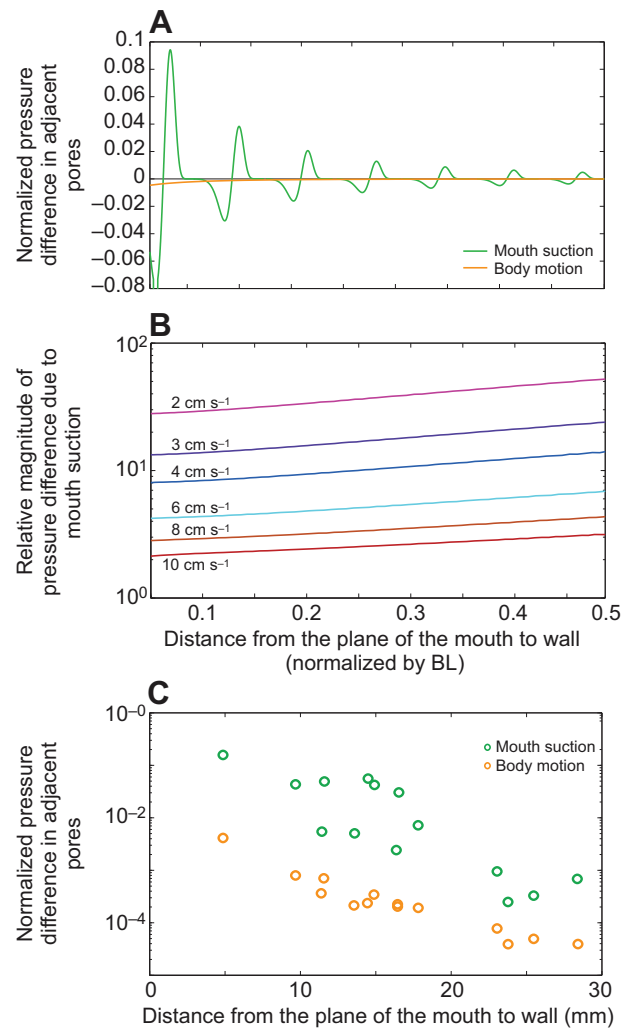 A
Normalized pressure
difference in adjacent
pores
0.1
0.08
0.06
0.04
0.02
0
–0.02
–0.04
–0.06
–0.08
Mouth suction
Body motion
B
Relative magnitude of
pressure difference due to
mouth suction
10²
10¹
10⁰
2 cm s⁻¹
3 cm s⁻¹
4 cm s⁻¹
6 cm s⁻¹
8 cm s⁻¹
10 cm s⁻¹
0.1 0.2 0.3 0.4 0.5
Distance from the plane of the mouth to wall
(normalized by BL)
C
Normalized pressure
difference in adjacent
pores
10⁻⁰
10⁻²
10⁻⁴
Mouth suction
Body motion
0 10 20 30
Distance from the plane of the mouth to wall (mm)